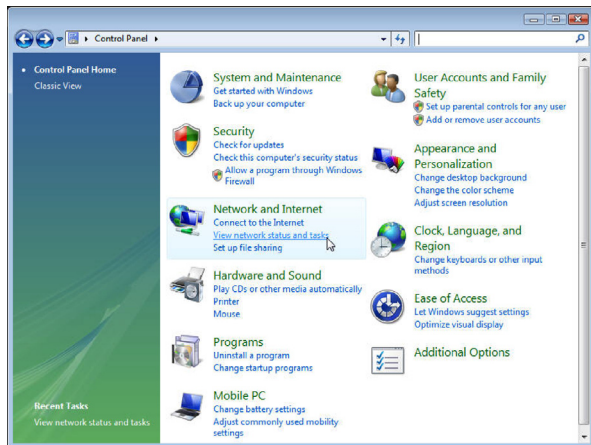 Control Panel
Control Panel Home
Classic View
System and Maintenance
Get started with Windows
Back up your computer
Security
Check for updates
Check this computer's security status
Allow a program through Windows
Firewall
Network and Internet
Connect to the Internet
View network status and tasks
Set up file sharing
Hardware and Sound
Play CDs or other media automatically
Printer
Mouse
Programs
Uninstall a program
Change startup programs
Mobile PC
Change battery settings
Adjust commonly used mobility
settings
User Accounts and Family
Safety
Set up parental controls for any user
Add or remove user accounts
Appearance and
Personalization
Change desktop background
Change the color scheme
Adjust screen resolution
Clock, Language, and
Region
Change keyboards or other input
methods
Ease of Access
Let Windows suggest settings
Optimize visual display
Additional Options
Recent Tasks
View network status and tasks